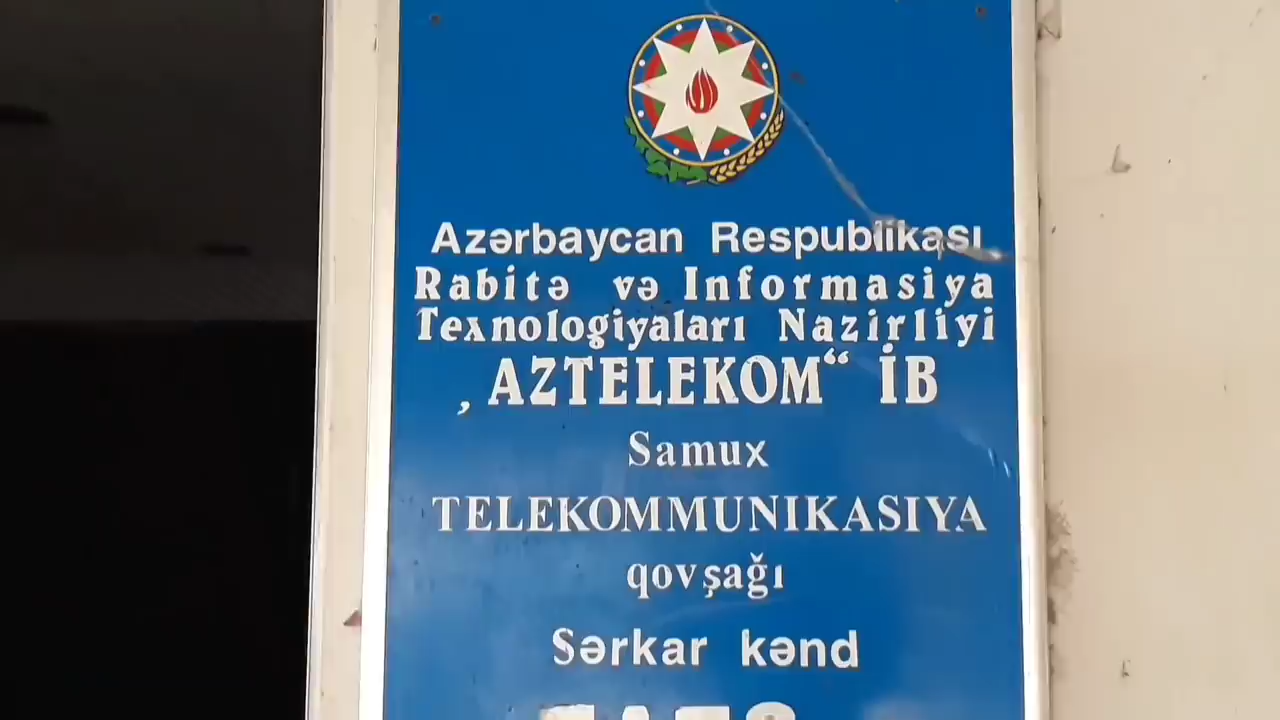 Azərbaycan Respublikası
Rabitə və Informasiya
Texnologiyaları Nazirliyi
„AZTELEKOM“ İB
Samux
TELEKOMMUNIKASIYA
qovşağı
Sərkar kənd